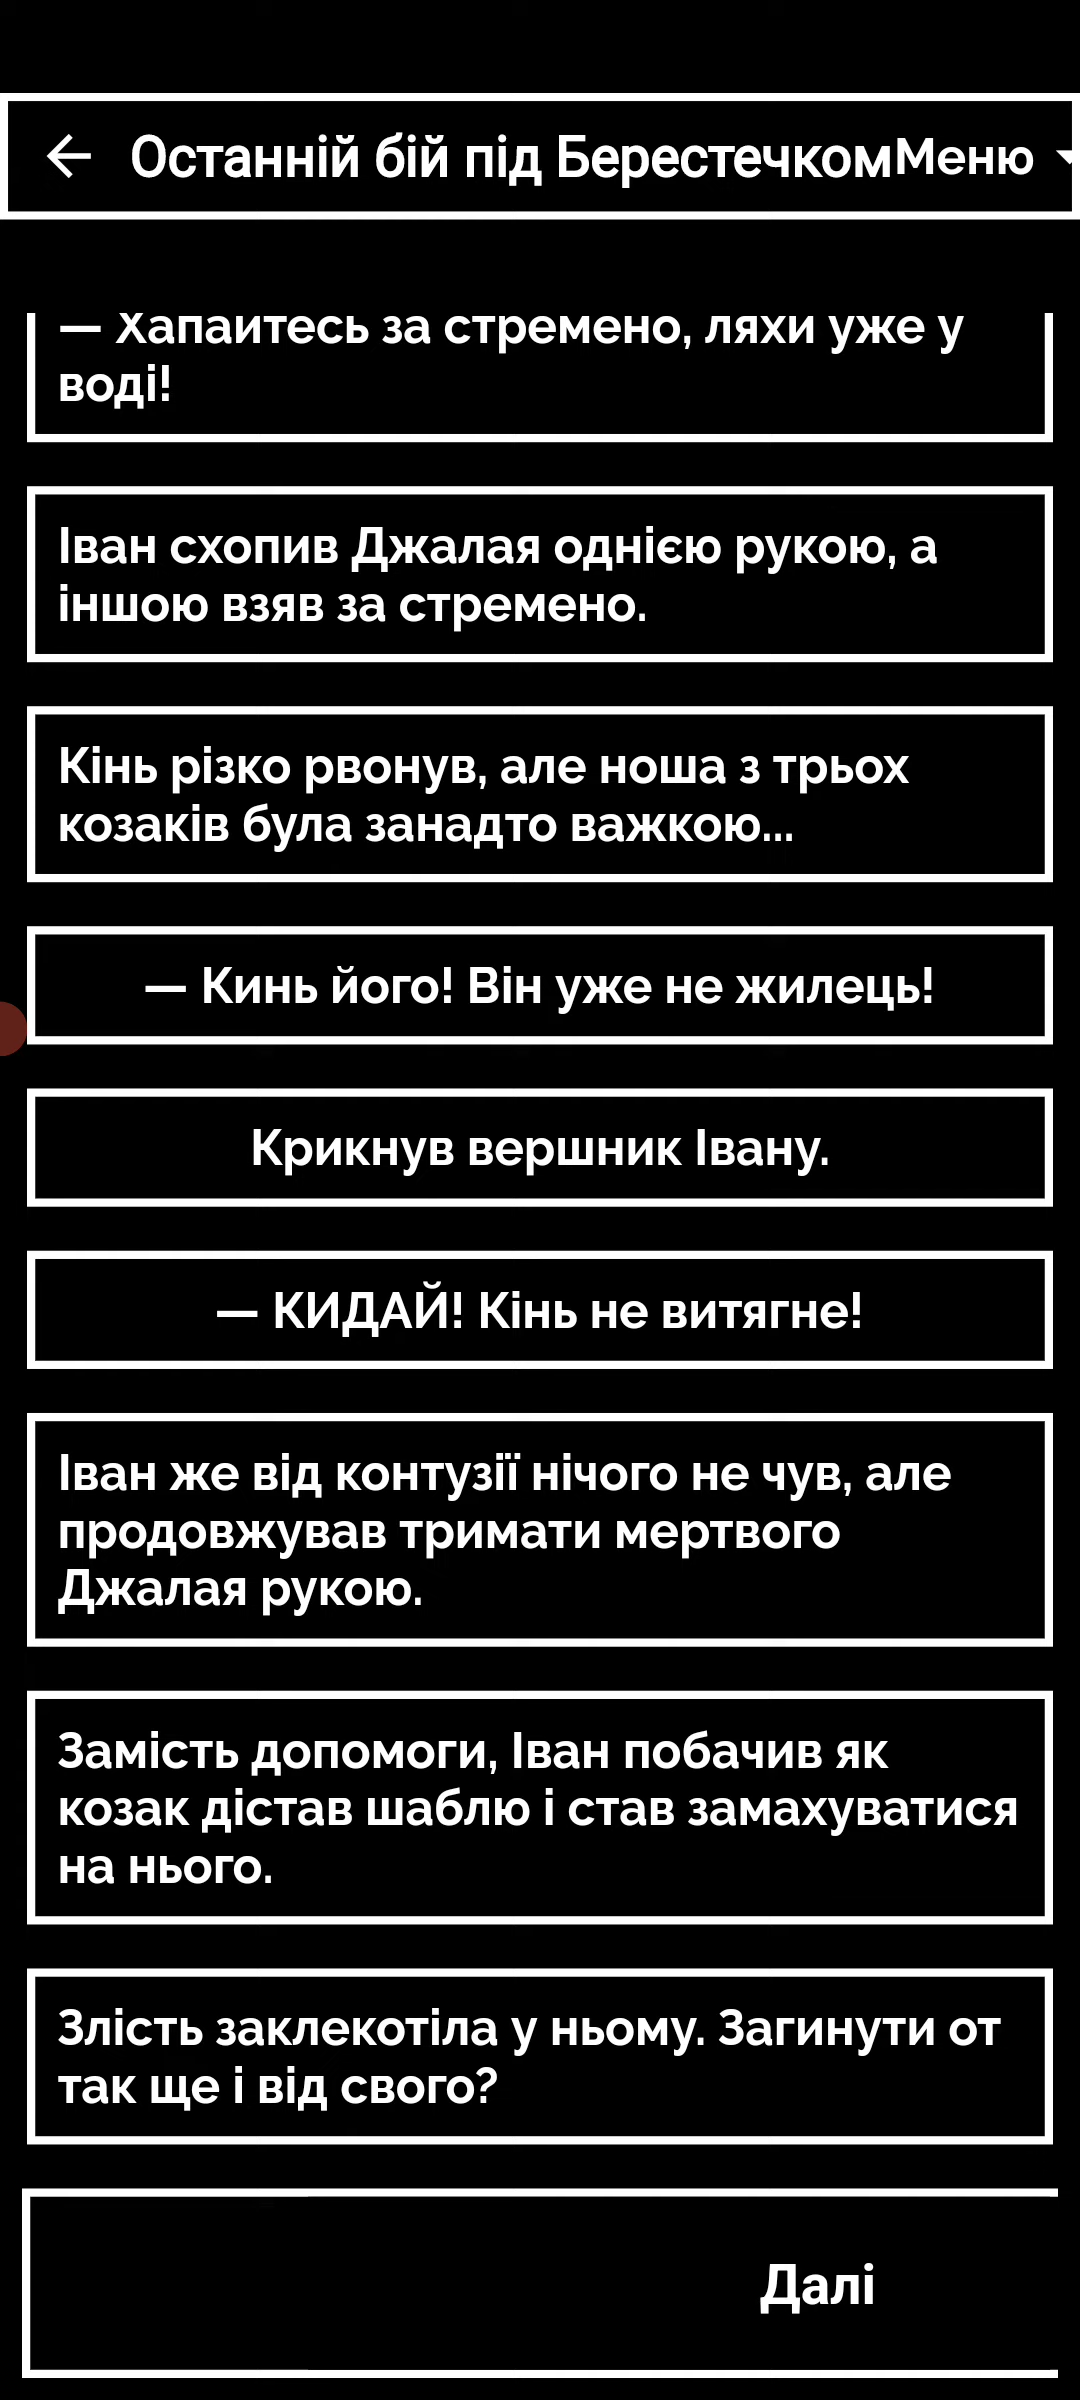 Останній бій під Берестечком Меню
— Хапайтесь за стремено, ляхи уже у
воді!
Іван схопив Джалая однією рукою, а
іншою взяв за стремено.
Кінь різко рвонув, але ноша з трьох
козаків була занадто важкою...
— Кинь його! Він уже не жилець!
Крикнув вершник Івану.
— КИДАЙ! Кінь не витягне!
Іван же від контузії нічого не чув, але
продовжував тримати мертвого
Джалая рукою.
Замість допомоги, Іван побачив як
козак дістав шаблю і став замахуватися
на нього.
Злість заклекотіла у ньому. Загинути от
так ще і від свого?
Далі